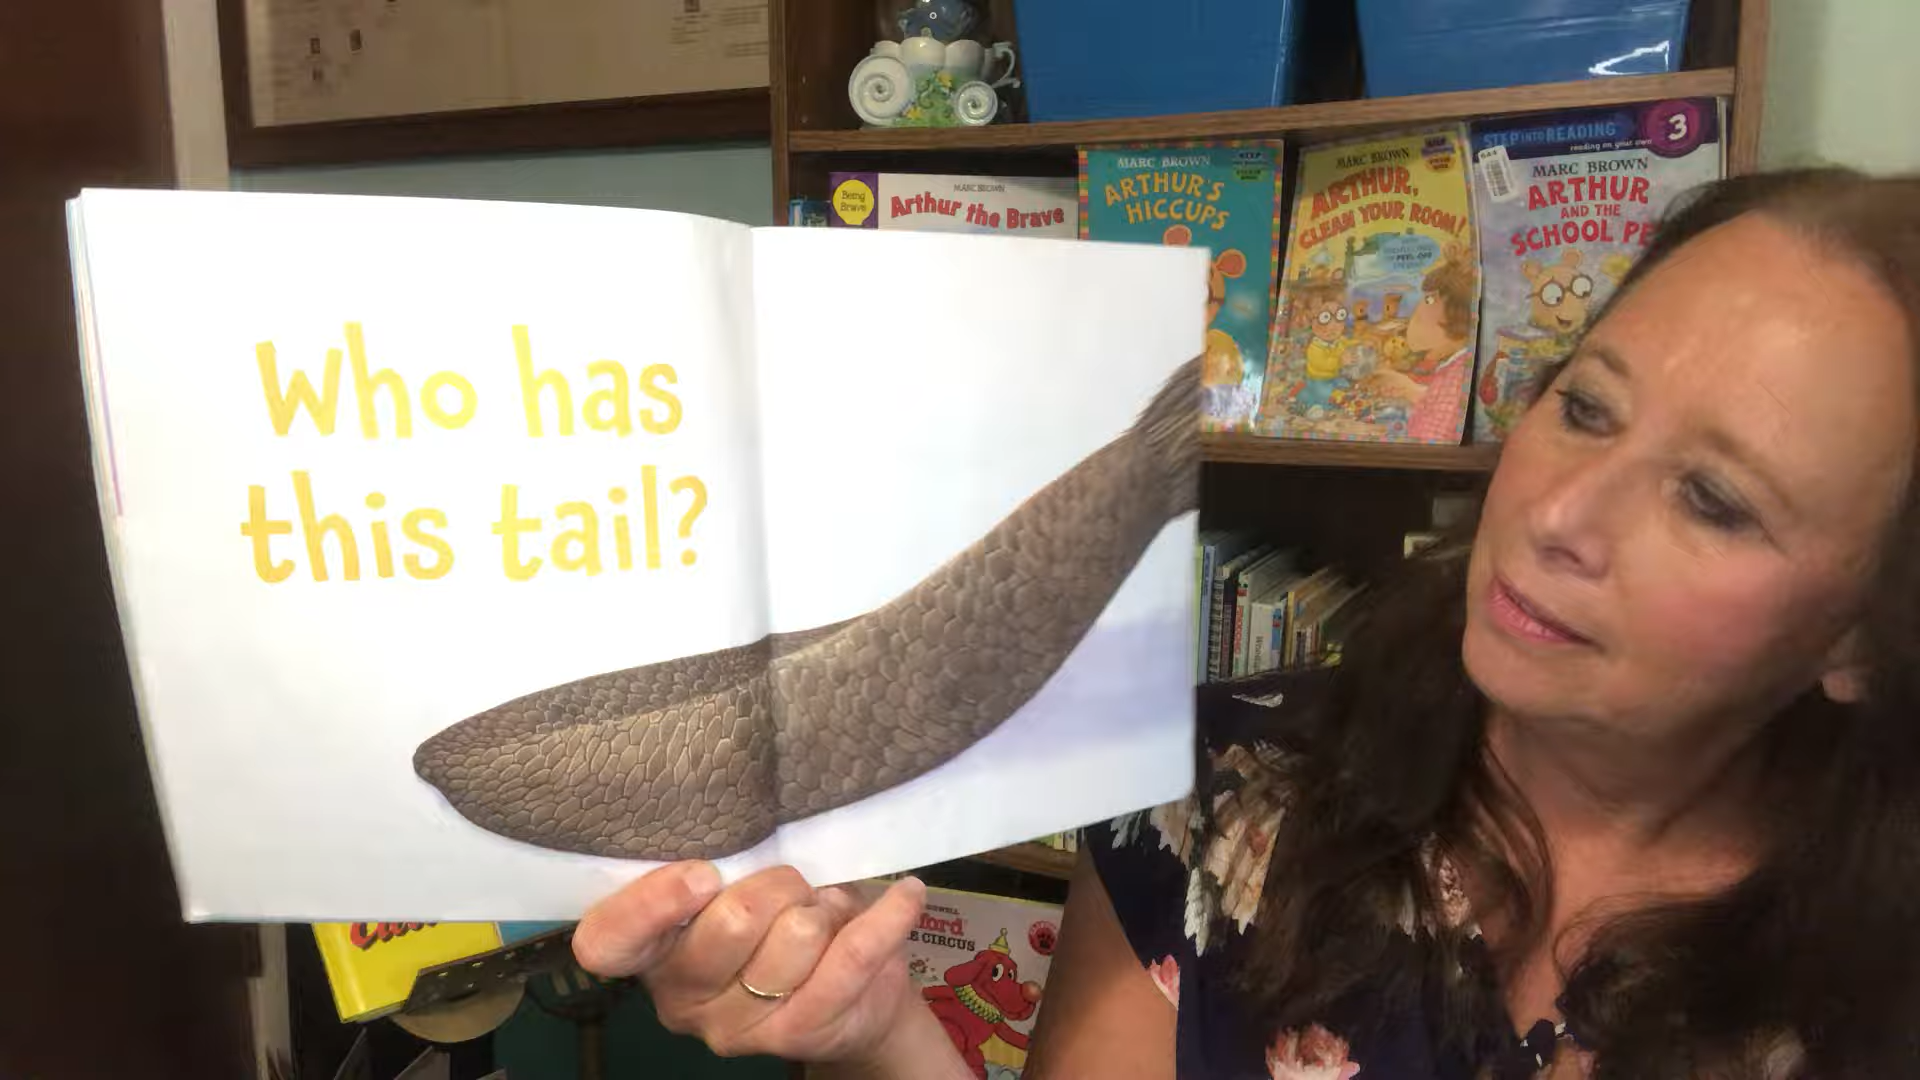 Who has
this tail?
Being
Brave
MARC BROWN
Arthur the Brave
MARC BROWN
ARTHUR'S
HICCUPS
MARC BROWN
ARTHUR,
CLEAN YOUR ROOM!
STEP INTO READING
3
reading on your own
MARC BROWN
ARTHUR
AND THE
SCHOOL PE
ford
E CIRCUS